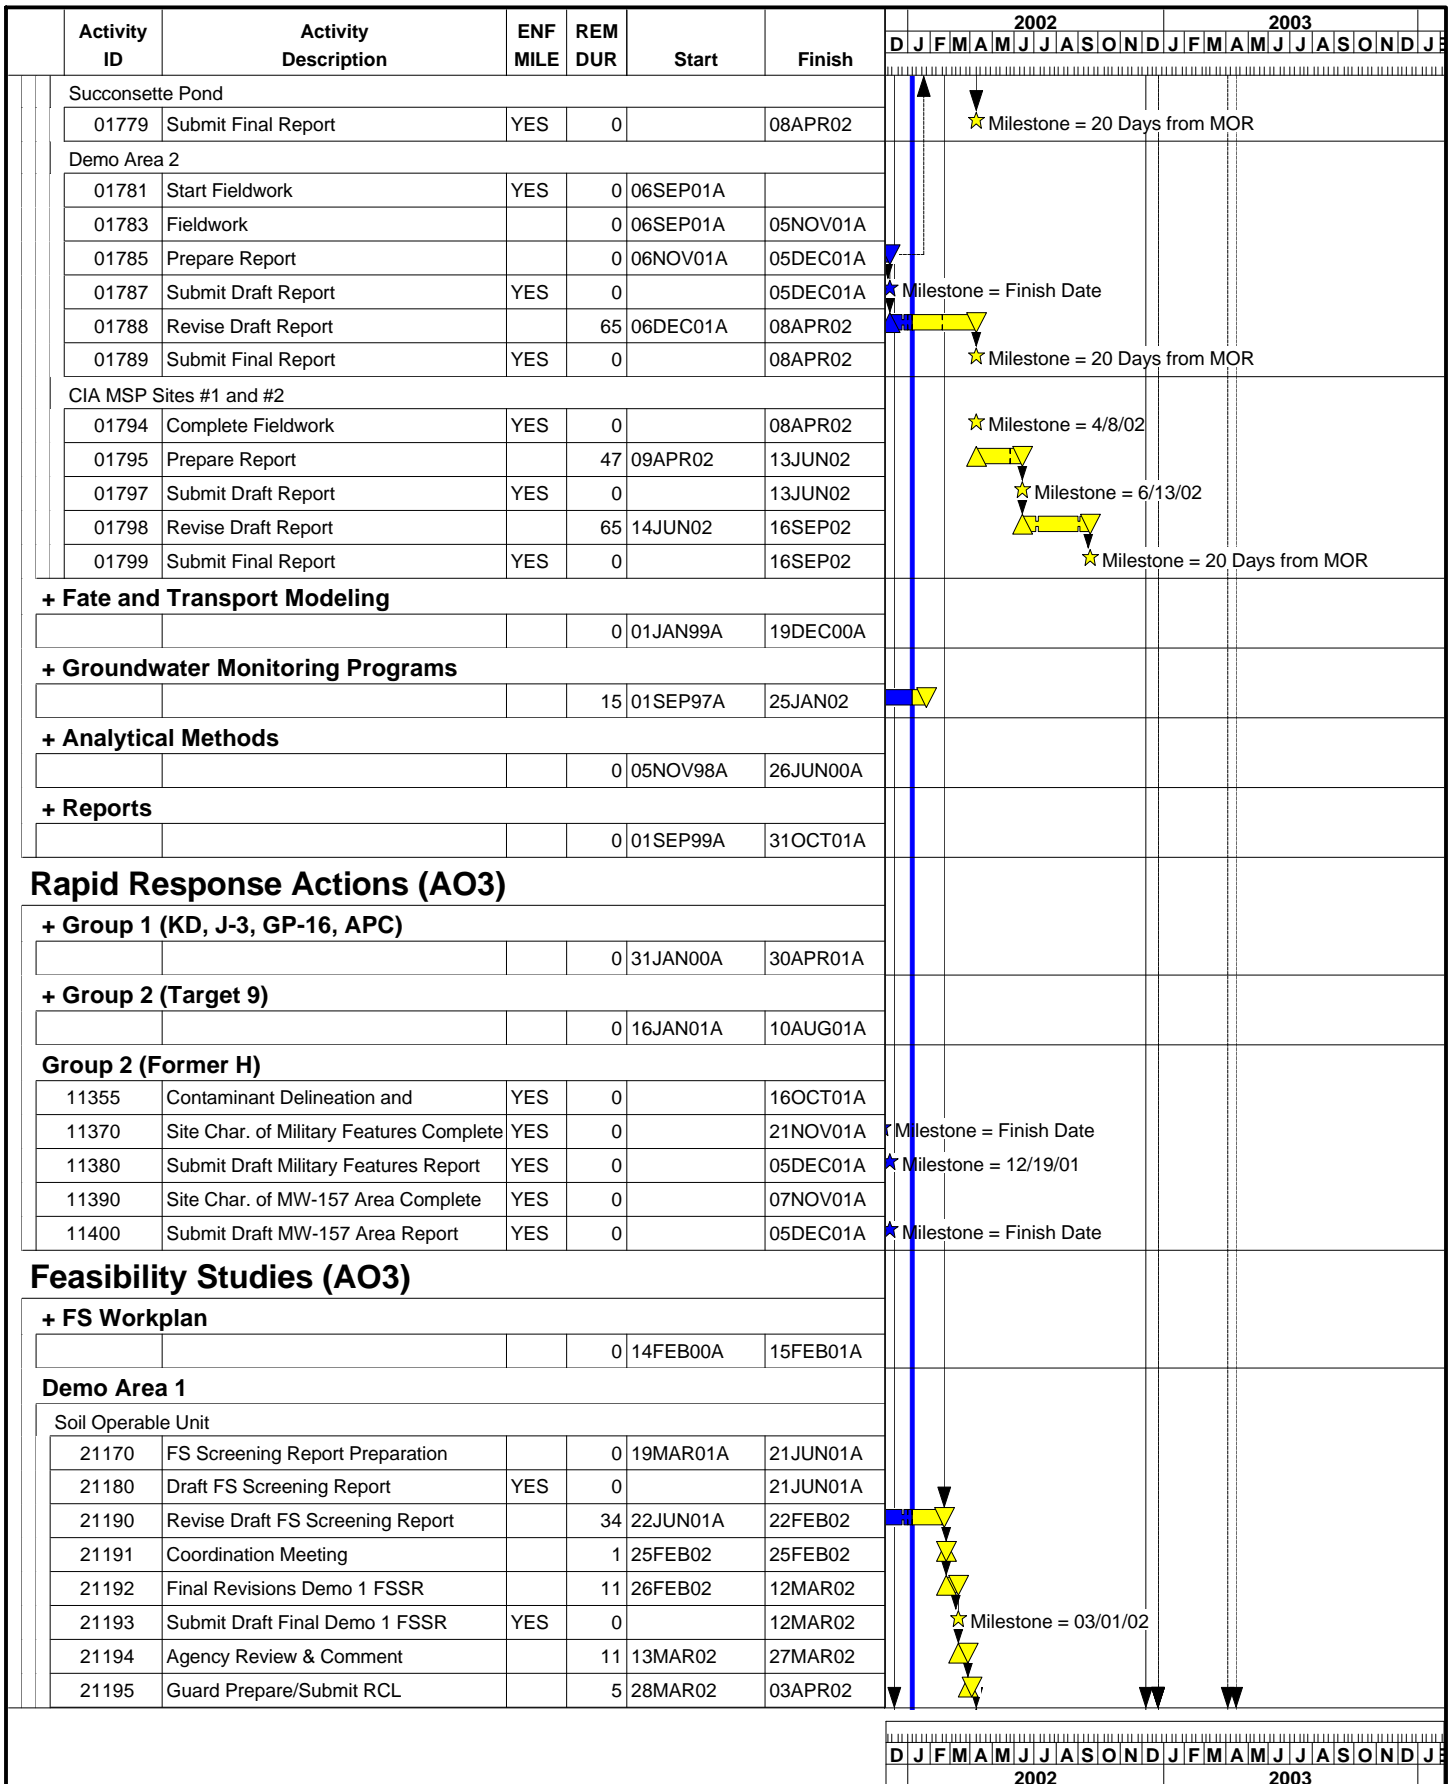 Activity ID Activity Description ENF MILE REM DUR Start Finish
2002 2003
D J F M A M J J A S O N D J F M A M J J A S O N D J
Succonsette Pond
01779 Submit Final Report YES 0 08APR02 Milestone = 20 Days from MOR
Demo Area 2
01781 Start Fieldwork YES 0 06SEP01A
01783 Fieldwork 0 06SEP01A 05NOV01A
01785 Prepare Report 0 06NOV01A 05DEC01A
01787 Submit Draft Report YES 0 05DEC01A Milestone = Finish Date
01788 Revise Draft Report 65 06DEC01A 08APR02
01789 Submit Final Report YES 0 08APR02 Milestone = 20 Days from MOR
CIA MSP Sites #1 and #2
01794 Complete Fieldwork YES 0 08APR02 Milestone = 4/8/02
01795 Prepare Report 47 09APR02 13JUN02
01797 Submit Draft Report YES 0 13JUN02 Milestone = 6/13/02
01798 Revise Draft Report 65 14JUN02 16SEP02
01799 Submit Final Report YES 0 16SEP02 Milestone = 20 Days from MOR
+ Fate and Transport Modeling
0 01JAN99A 19DEC00A
+ Groundwater Monitoring Programs
15 01SEP97A 25JAN02
+ Analytical Methods
0 05NOV98A 26JUN00A
+ Reports
0 01SEP99A 31OCT01A
Rapid Response Actions (AO3)
+ Group 1 (KD, J-3, GP-16, APC)
0 31JAN00A 30APR01A
+ Group 2 (Target 9)
0 16JAN01A 10AUG01A
Group 2 (Former H)
11355 Contaminant Delineation and YES 0 16OCT01A
11370 Site Char. of Military Features Complete YES 0 21NOV01A Milestone = Finish Date
11380 Submit Draft Military Features Report YES 0 05DEC01A Milestone = 12/19/01
11390 Site Char. of MW-157 Area Complete YES 0 07NOV01A
11400 Submit Draft MW-157 Area Report YES 0 05DEC01A Milestone = Finish Date
Feasibility Studies (AO3)
+ FS Workplan
0 14FEB00A 15FEB01A
Demo Area 1
Soil Operable Unit
21170 FS Screening Report Preparation 0 19MAR01A 21JUN01A
21180 Draft FS Screening Report YES 0 21JUN01A
21190 Revise Draft FS Screening Report 34 22JUN01A 22FEB02
21191 Coordination Meeting 1 25FEB02 25FEB02
21192 Final Revisions Demo 1 FSSR 11 26FEB02 12MAR02
21193 Submit Draft Final Demo 1 FSSR YES 0 12MAR02 Milestone = 03/01/02
21194 Agency Review & Comment 11 13MAR02 27MAR02
21195 Guard Prepare/Submit RCL 5 28MAR02 03APR02
D J F M A M J J A S O N D J F M A M J J A S O N D J
2002 2003